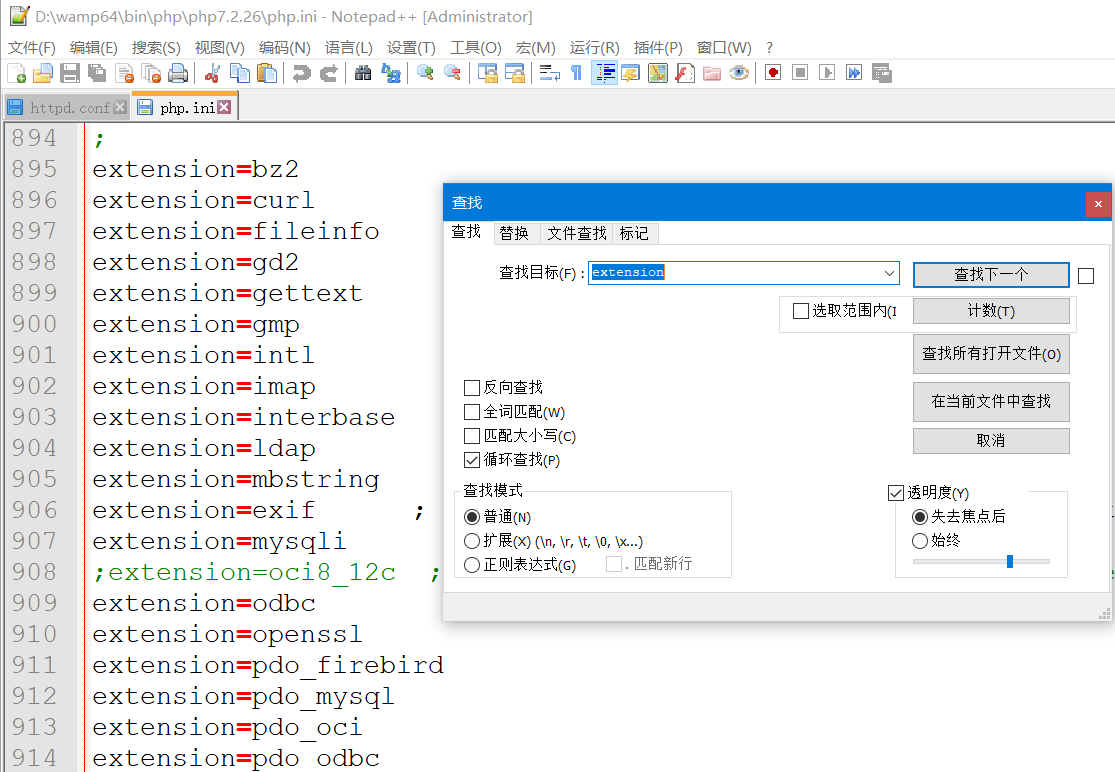 D:\wamp64\bin\php\php7.2.26\php.ini - Notepad++ [Administrator]
文件(F) 编辑(E) 搜索(S) 视图(V) 编码(N) 语言(L) 设置(T) 工具(O) 宏(M) 运行(R) 插件(P) 窗口(W) ?
httpd.conf php.ini
894 ;
895 extension=bz2
896 extension=curl
897 extension=fileinfo
898 extension=gd2
899 extension=gettext
900 extension=gmp
901 extension=intl
902 extension=imap
903 extension=interbase
904 extension=ldap
905 extension=mbstring
906 extension=exif ;
907 extension=mysqli
908 ;extension=oci8_12c ;
909 extension=odbc
910 extension=openssl
911 extension=pdo_firebird
912 extension=pdo_mysql
913 extension=pdo_oci
914 extension=pdo_odbc
查找
查找 替换 文件查找 标记
查找目标(F) : extension 查找下一个
选取范围内(I 计数(T)
查找所有打开文件(O)
反向查找 在当前文件中查找
全词匹配(W)
匹配大小写(C) 取消
循环查找(P)
查找模式 透明度(Y)
普通(N) 失去焦点后
扩展(X) (\n, \r, \t, \0, \x...) 始终
正则表达式(G) . 匹配新行